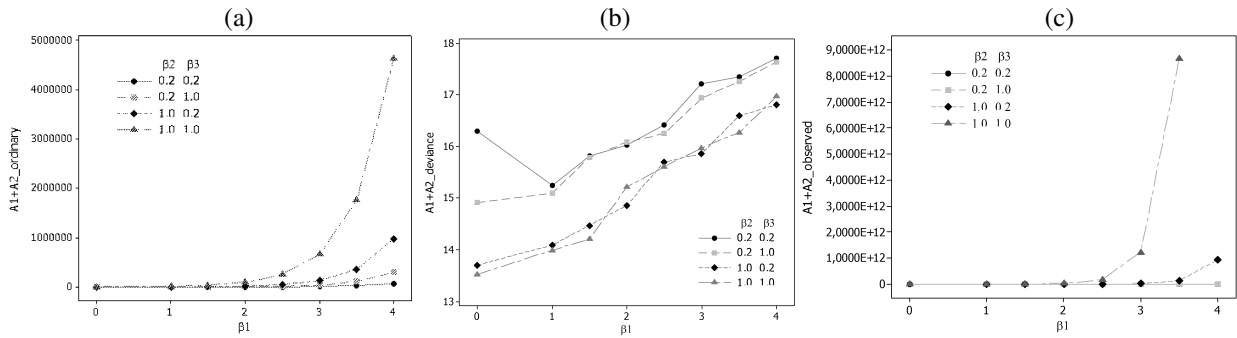 (a)
A1+A2_ordinary
5000000
4000000
3000000
2000000
1000000
0
β2 β3
0.2 0.2
0.2 1.0
1.0 0.2
1.0 1.0
0 1 2 3 4
β1
(b)
A1+A2_deviance
18
17
16
15
14
13
β2 β3
0.2 0.2
0.2 1.0
1.0 0.2
1.0 1.0
0 1 2 3 4
β1
(c)
A1+A2_observed
9,0000E+12
8,0000E+12
7,0000E+12
6,0000E+12
5,0000E+12
4,0000E+12
3,0000E+12
2,0000E+12
1,0000E+12
0
β2 β3
0.2 0.2
0.2 1.0
1.0 0.2
1.0 1.0
0 1 2 3 4
β1